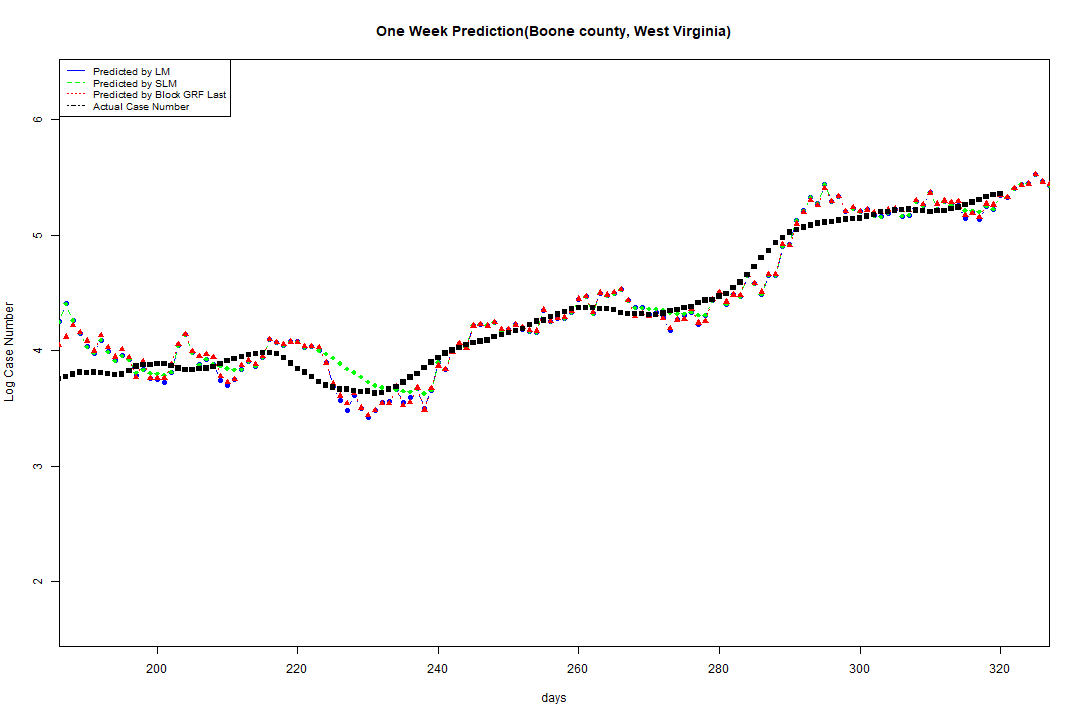 One Week Prediction(Boone county, West Virginia)
Predicted by LM
Predicted by SLM
Predicted by Block GRF Last
Actual Case Number
6
5
4
3
2
Log Case Number
200
220
240
260
280
300
320
days